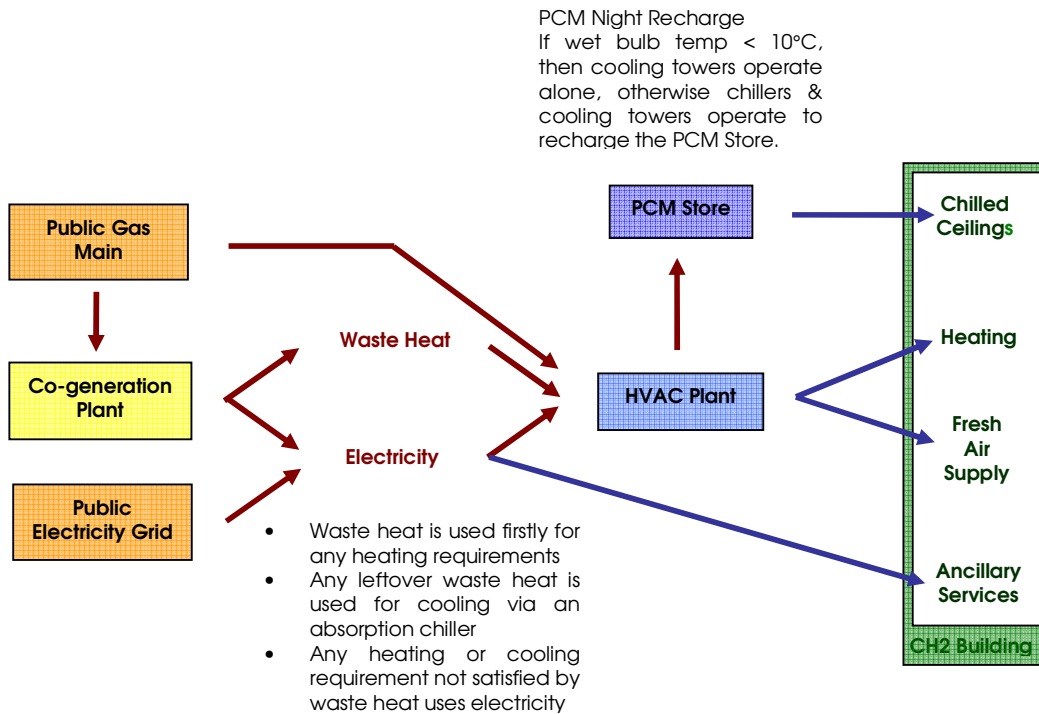 PCM Night Recharge
If wet bulb temp < 10°C,
then cooling towers operate
alone, otherwise chillers &
cooling towers operate to
recharge the PCM Store.
Public Gas
Main
PCM Store
Chilled
Ceilings
Waste Heat
Heating
Co-generation
Plant
HVAC Plant
Electricity
Fresh
Air
Supply
Public
Electricity Grid
• Waste heat is used firstly for
any heating requirements
• Any leftover waste heat is
used for cooling via an
absorption chiller
• Any heating or cooling
requirement not satisfied by
waste heat uses electricity
Ancillary
Services
CH2 Building